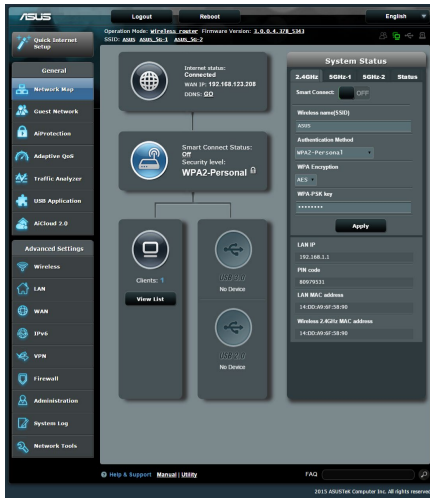 ASUS
Logout
Reboot
English
Quick Internet
Setup
Operation Mode: Wireless router Firmware Version: 3.0.0.4.378_5343
SSID: ASUS ASUS_5G-1 ASUS_5G-2
General
Network Map
Guest Network
AiProtection
Adaptive QoS
Traffic Analyzer
USB Application
AiCloud 2.0
Advanced Settings
Wireless
LAN
WAN
IPv6
VPN
Firewall
Administration
System Log
Network Tools
Internet status:
Connected
WAN IP: 192.168.123.208
DDNS: GO
Smart Connect Status:
Off
Security level:
WPA2-Personal
Clients: 1
View List
USB 3.0
No Device
USB 2.0
No Device
System Status
2.4GHz 5GHz-1 5GHz-2 Status
Smart Connect: OFF
Wireless name(SSID)
ASUS
Authentication Method
WPA2-Personal
WPA Encryption
AES
WPA-PSK key
••••••••
Apply
LAN IP
192.168.1.1
PIN code
80979531
LAN MAC address
14:DD:A9:6F:58:90
Wireless 2.4GHz MAC address
14:DD:A9:6F:58:90
Help & Support Manual | Utility
FAQ
2015 ASUSTeK Computer Inc. All rights reserved